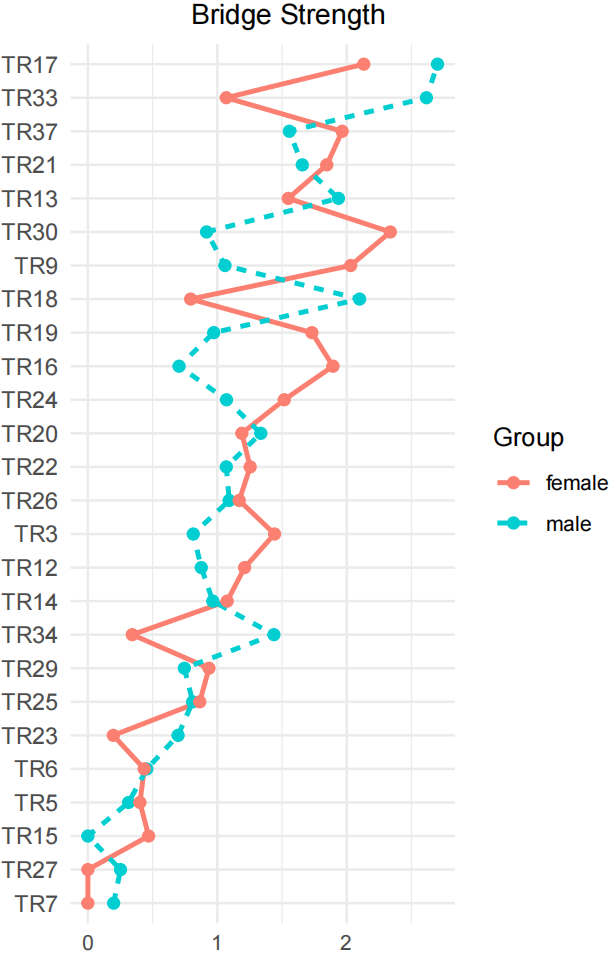 Bridge Strength
TR17
TR33
TR37
TR21
TR13
TR30
TR9
TR18
TR19
TR16
TR24
TR20
TR22
TR26
TR3
TR12
TR14
TR34
TR29
TR25
TR23
TR6
TR5
TR15
TR27
TR7
0 1 2
Group
female
male